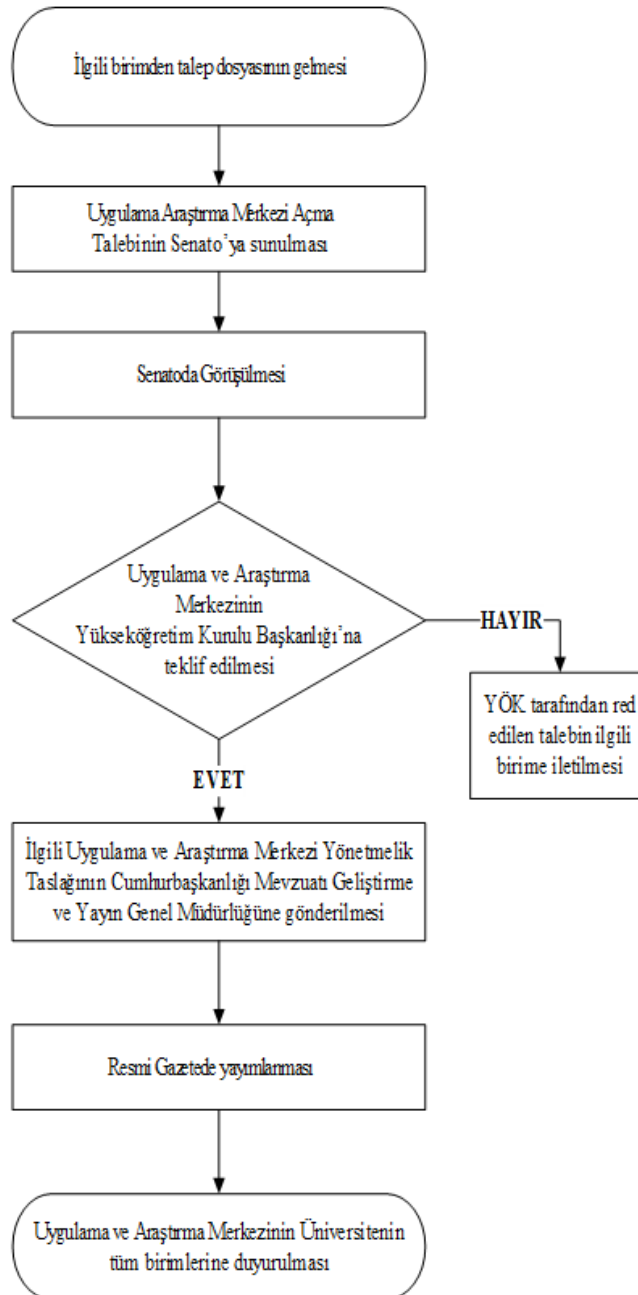 İlgili birimden talep dosyasının gelmesi
Uygulama Araştırma Merkezi Açma
Talebinin Senato'ya sunulması
Senatoda Görüşülmesi
Uygulama ve Araştırma
Merkezinin
Yükseköğretim Kurulu Başkanlığı'na
teklif edilmesi
HAYIR
YÖK tarafından red
edilen talebin ilgili
birime iletilmesi
EVET
İlgili Uygulama ve Araştırma Merkezi Yönetmelik
Taslağının Cumhurbaşkanlığı Mevzuatı Geliştirme
ve Yayın Genel Müdürlüğüne gönderilmesi
Resmi Gazetede yayımlanması
Uygulama ve Araştırma Merkezinin Üniversitenin
tüm birimlerine duyurulması